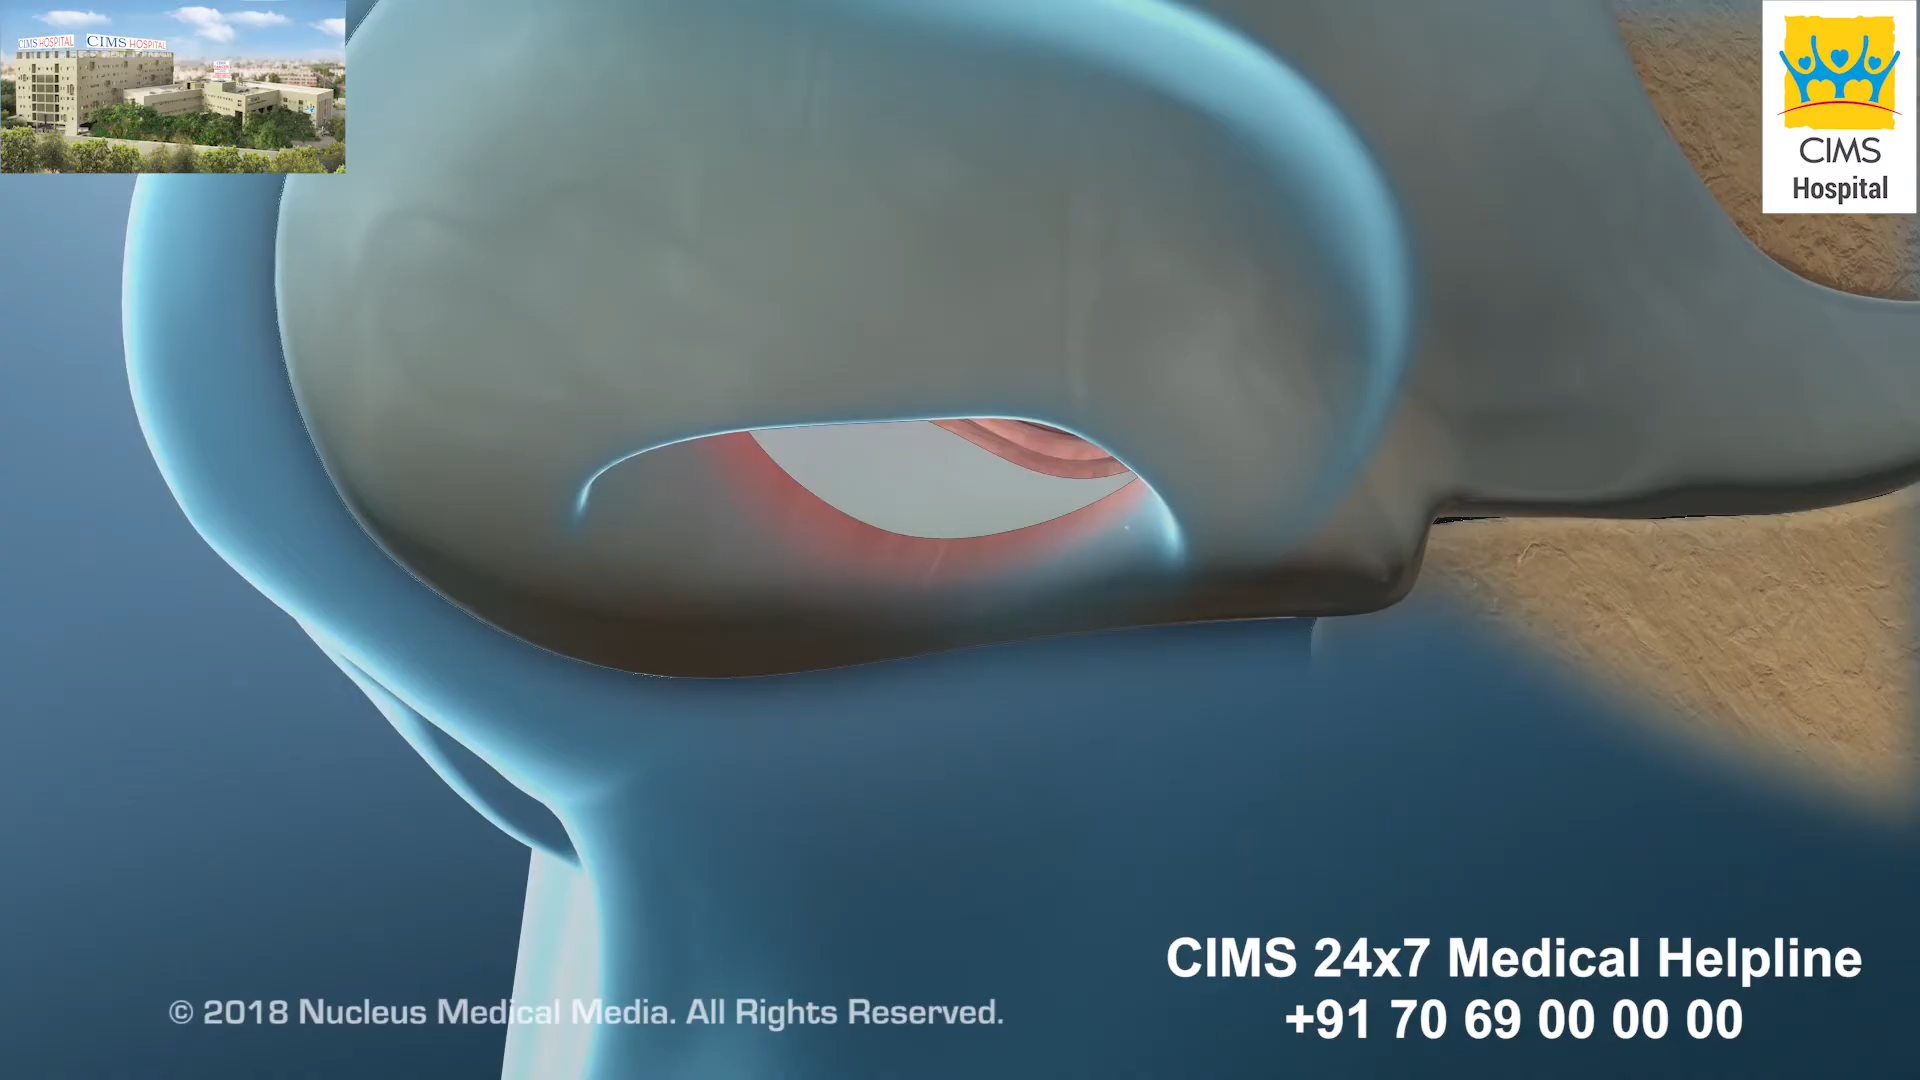 CIMS HOSPITAL CIMS HOSPITAL
CIMS
Hospital
CIMS 24x7 Medical Helpline
+91 70 69 00 00 00
© 2018 Nucleus Medical Media. All Rights Reserved.